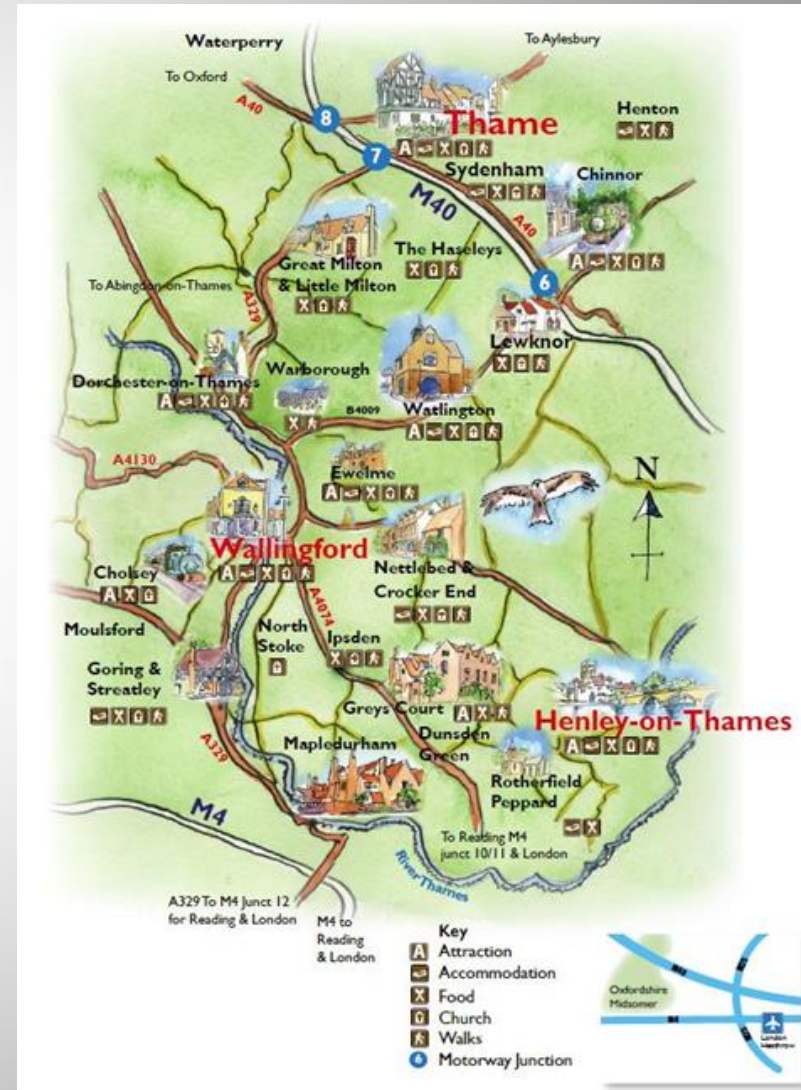 Waterperry
To Aylesbury
To Oxford
A40
8
Henton
Thame
7
Sydenham
Chinnor
M40
A40
The Haseleys
6
Great Milton
& Little Milton
To Abingdon-on-Thames
A329
Lewknor
Warborough
Dorchester-on-Thames
B4009
Watlington
A4130
Ewelme
N
Wallingford
Nettlebed &
Crocker End
Cholsey
A4074
Moulsford
North
Stoke
Ipsden
Goring &
Streatley
Greys Court
Henley-on-Thames
Dunsden
Green
A329
Mapledurham
Rotherfield
Peppard
M4
To Reading M4
junct 10/11 & London
River Thames
A329 To M4 Junct 12
for Reading & London
M4 to
Reading
& London
Key
A Attraction
Accommodation
Food
Church
Walks
6 Motorway Junction
Oxfordshire
Midsomer
M40
M4
London